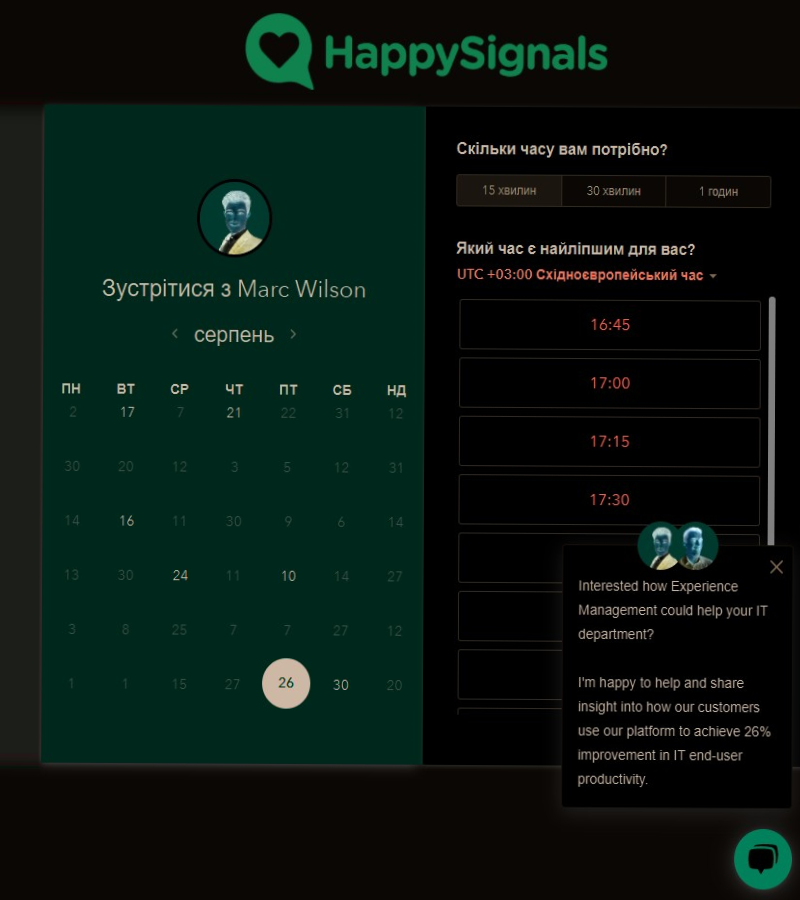 HappySignals
Зустрітися з Marc Wilson
серпень
ПН ВТ СР ЧТ ПТ СБ НД
2 17 7 21 22 31 12
30 20 12 3 5 12 31
14 16 11 30 9 6 14
13 30 24 11 10 14 27
3 8 25 7 7 27 12
1 1 15 27 26 30 20
Скільки часу вам потрібно?
15 хвилин 30 хвилин 1 годин
Який час є найліпшим для вас?
UTC +03:00 Східноєвропейський час
16:45
17:00
17:15
17:30
Interested how Experience
Management could help your IT
department?
I'm happy to help and share
insight into how our customers
use our platform to achieve 26%
improvement in IT end-user
productivity.